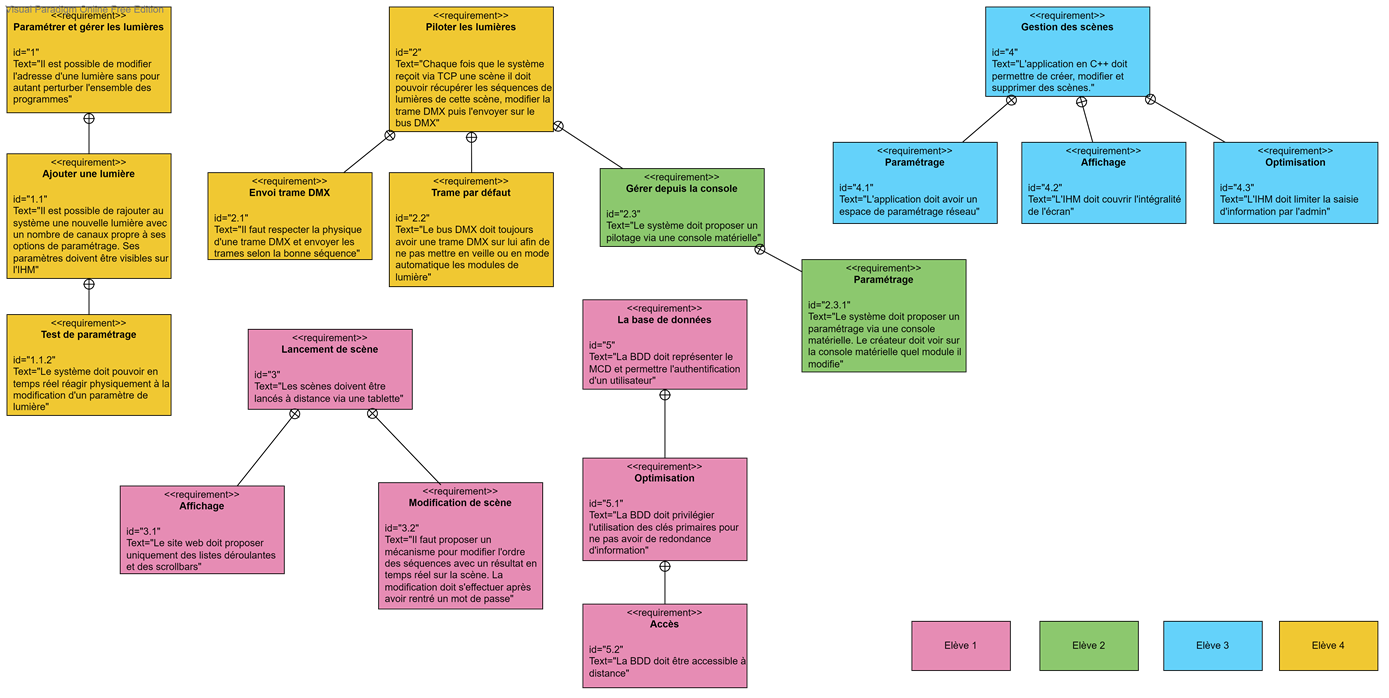 Visual Paradigm Online Free Edition
<<requirement>>
Paramétrer et gérer les lumières
id="1"
Text="Il est possible de modifier
l'adresse d'une lumière sans pour
autant perturber l'ensemble des
programmes"
<<requirement>>
Ajouter une lumière
id="1.1"
Text="Il est possible de rajouter au
système une nouvelle lumière avec
un nombre de canaux propre à ses
options de paramétrage. Ses
paramètres doivent être visibles sur
l'IHM"
<<requirement>>
Test de paramétrage
id="1.1.2"
Text="Le système doit pouvoir en
temps réel réagir physiquement à la
modification d'un paramètre de
lumière"
<<requirement>>
Piloter les lumières
id="2"
Text="Chaque fois que le système
reçoit via TCP une scène il doit
pouvoir récupérer les séquences de
lumières de cette scène, modifier la
trame DMX puis l'envoyer sur le
bus DMX"
<<requirement>>
Envoi trame DMX
id="2.1"
Text="Il faut respecter la physique
d'une trame DMX et envoyer les
trames selon la bonne séquence"
<<requirement>>
Trame par défaut
id="2.2"
Text="Le bus DMX doit toujours
avoir une trame DMX sur lui afin de
ne pas mettre en veille ou en mode
automatique les modules de
lumière"
<<requirement>>
Gérer depuis la console
id="2.3"
Text="Le système doit proposer un
pilotage via une console matérielle"
<<requirement>>
Paramétrage
id="2.3.1"
Text="Le système doit proposer un
paramétrage via une console
matérielle. Le créateur doit voir sur
la console matérielle quel module il
modifie"
<<requirement>>
Gestion des scènes
id="4"
Text="L'application en C++ doit
permettre de créer, modifier et
supprimer des scènes."
<<requirement>>
Paramétrage
id="4.1"
Text="L'application doit avoir un
espace de paramétrage réseau"
<<requirement>>
Affichage
id="4.2"
Text="L'IHM doit couvrir l'intégralité
de l'écran"
<<requirement>>
Optimisation
id="4.3"
Text="L'IHM doit limiter la saisie
d'information par l'admin"
<<requirement>>
Lancement de scène
id="3"
Text="Les scènes doivent être
lancés à distance via une tablette"
<<requirement>>
Affichage
id="3.1"
Text="Le site web doit proposer
uniquement des listes déroulantes
et des scrollbars"
<<requirement>>
Modification de scène
id="3.2"
Text="Il faut proposer un
mécanisme pour modifier l'ordre
des séquences avec un résultat en
temps réel sur la scène. La
modification doit s'effectuer après
avoir rentré un mot de passe"
<<requirement>>
La base de données
id="5"
Text="La BDD doit représenter le
MCD et permettre l'authentification
d'un utilisateur"
<<requirement>>
Optimisation
id="5.1"
Text="La BDD doit privilégier
l'utilisation des clés primaires pour
ne pas avoir de redondance
d'information"
<<requirement>>
Accès
id="5.2"
Text="La BDD doit être accessible à
distance"
Elève 1
Elève 2
Elève 3
Elève 4